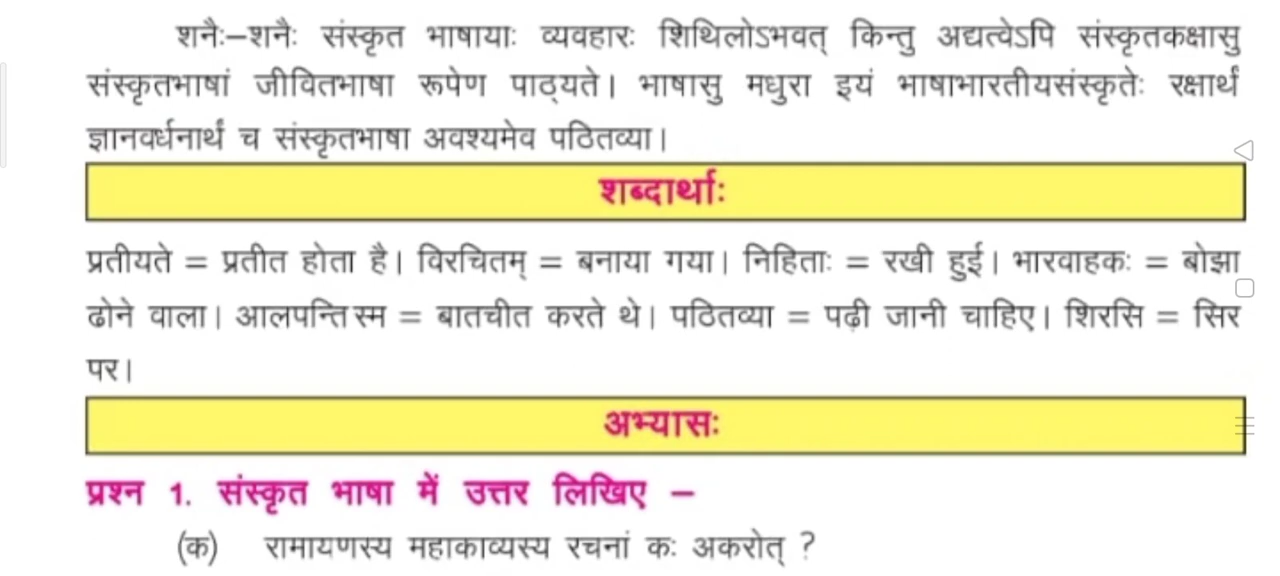 शनैः–शनैः संस्कृत भाषायाः व्यवहारः शिथिलोऽभवत् किन्तु अद्यत्वेऽपि संस्कृतकक्षासु
संस्कृतभाषां जीवितभाषा रूपेण पाठ्यते। भाषासु मधुरा इयं भाषाभारतीयसंस्कृतेः रक्षार्थं
ज्ञानवर्धनार्थं च संस्कृतभाषा अवश्यमेव पठितव्या।
शब्दार्थाः
प्रतीयते = प्रतीत होता है। विरचितम् = बनाया गया। निहिताः = रखी हुई। भारवाहकः = बोझा
ढोने वाला। आलपन्ति स्म = बातचीत करते थे। पठितव्या = पढ़ी जानी चाहिए। शिरसि = सिर
पर।
अभ्यासः
प्रश्न 1. संस्कृत भाषा में उत्तर लिखिए –
(क) रामायणस्य महाकाव्यस्य रचनां कः अकरोत् ?